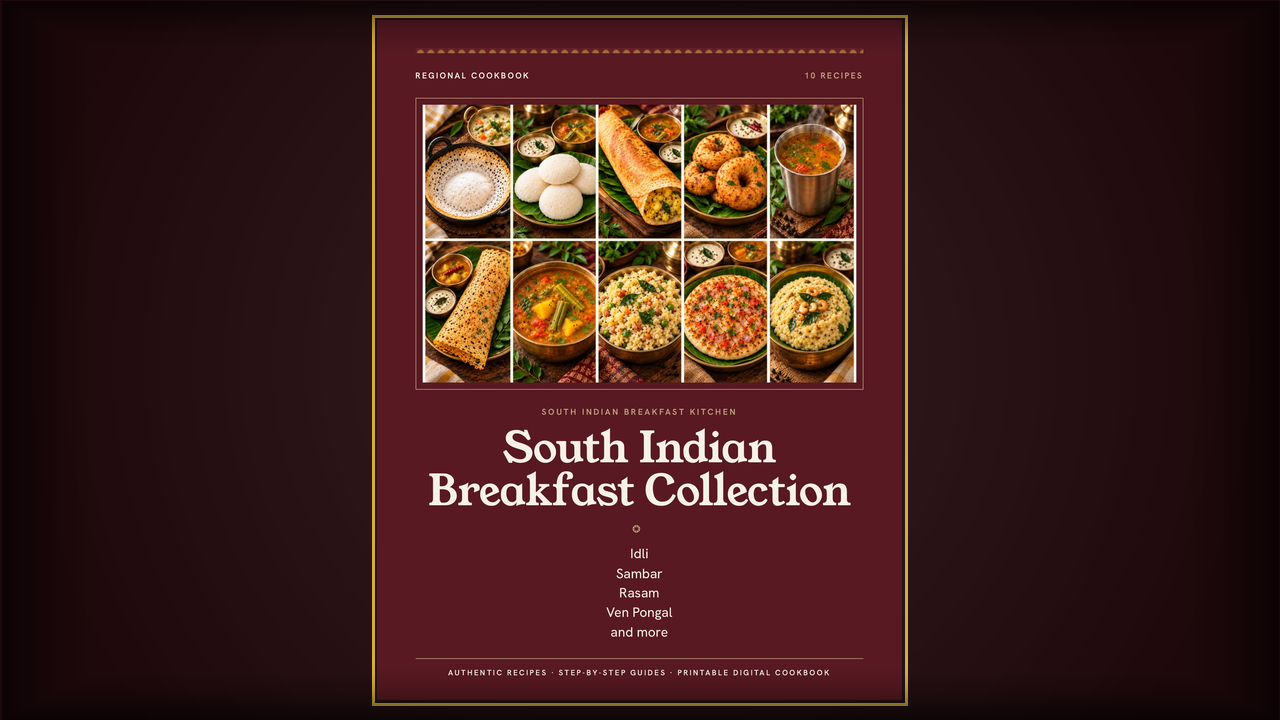 REGIONAL COOKBOOK
10 RECIPES
SOUTH INDIAN BREAKFAST KITCHEN
South Indian
Breakfast Collection
Idli
Sambar
Rasam
Ven Pongal
and more
AUTHENTIC RECIPES · STEP-BY-STEP GUIDES · PRINTABLE DIGITAL COOKBOOK